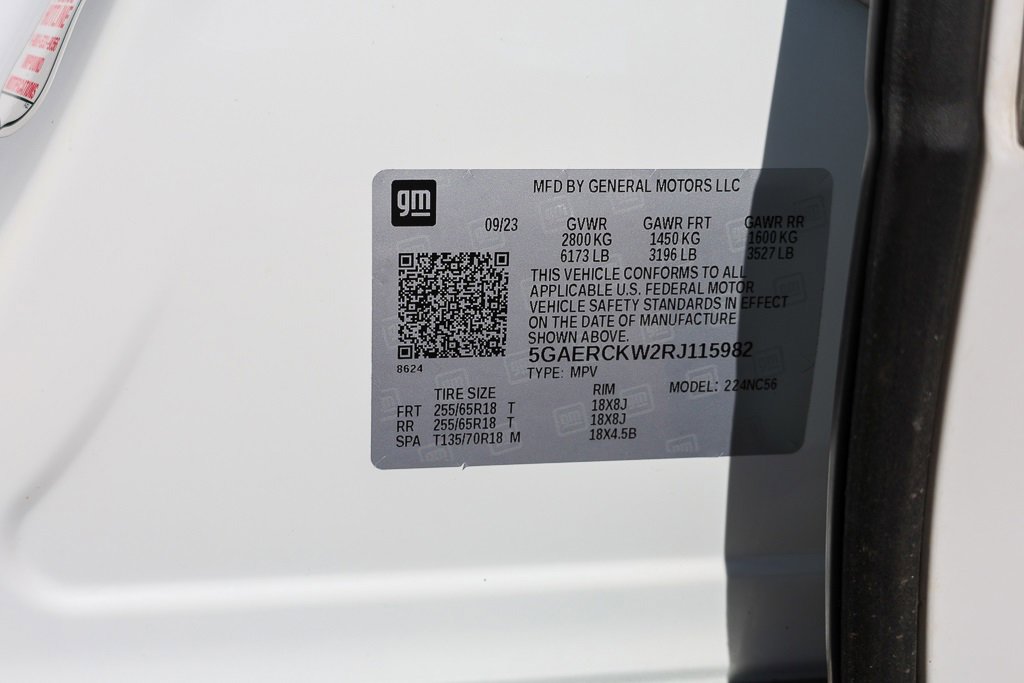 HOTLINE
COMPOUND
NOTIFICATIONS
gm
MFD BY GENERAL MOTORS LLC
09/23 GVWR GAWR FRT GAWR RR
2800 KG 1450 KG 1600 KG
6173 LB 3196 LB 3527 LB
THIS VEHICLE CONFORMS TO ALL
APPLICABLE U.S. FEDERAL MOTOR
VEHICLE SAFETY STANDARDS IN EFFECT
ON THE DATE OF MANUFACTURE
SHOWN ABOVE.
5GAERCKW2RJ115982
8624
TYPE: MPV
TIRE SIZE RIM MODEL: 224NC56
FRT 255/65R18 T 18X8J
RR 255/65R18 T 18X8J
SPA T135/70R18 M 18X4.5B